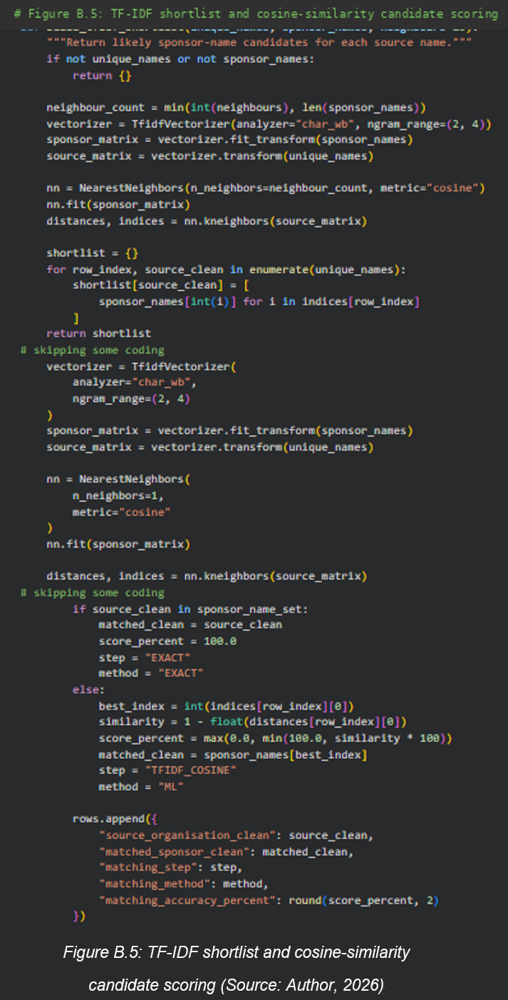 # Figure B.5: TF-IDF shortlist and cosine-similarity candidate scoring
"""Return likely sponsor-name candidates for each source name."""
if not unique_names or not sponsor_names:
return {}
neighbour_count = min(int(neighbours), len(sponsor_names))
vectorizer = TfidfVectorizer(analyzer="char_wb", ngram_range=(2, 4))
sponsor_matrix = vectorizer.fit_transform(sponsor_names)
source_matrix = vectorizer.transform(unique_names)
nn = NearestNeighbors(n_neighbors=neighbour_count, metric="cosine")
nn.fit(sponsor_matrix)
distances, indices = nn.kneighbors(source_matrix)
shortlist = {}
for row_index, source_clean in enumerate(unique_names):
shortlist[source_clean] = [
sponsor_names[int(i)] for i in indices[row_index]
]
return shortlist
# skipping some coding
vectorizer = TfidfVectorizer(
analyzer="char_wb",
ngram_range=(2, 4)
)
sponsor_matrix = vectorizer.fit_transform(sponsor_names)
source_matrix = vectorizer.transform(unique_names)
nn = NearestNeighbors(
n_neighbors=1,
metric="cosine"
)
nn.fit(sponsor_matrix)
distances, indices = nn.kneighbors(source_matrix)
# skipping some coding
if source_clean in sponsor_name_set:
matched_clean = source_clean
score_percent = 100.0
step = "EXACT"
method = "EXACT"
else:
best_index = int(indices[row_index][0])
similarity = 1 - float(distances[row_index][0])
score_percent = max(0.0, min(100.0, similarity * 100))
matched_clean = sponsor_names[best_index]
step = "TFIDF_COSINE"
method = "ML"
rows.append({
"source_organisation_clean": source_clean,
"matched_sponsor_clean": matched_clean,
"matching_step": step,
"matching_method": method,
"matching_accuracy_percent": round(score_percent, 2)
})
Figure B.5: TF-IDF shortlist and cosine-similarity
candidate scoring (Source: Author, 2026)